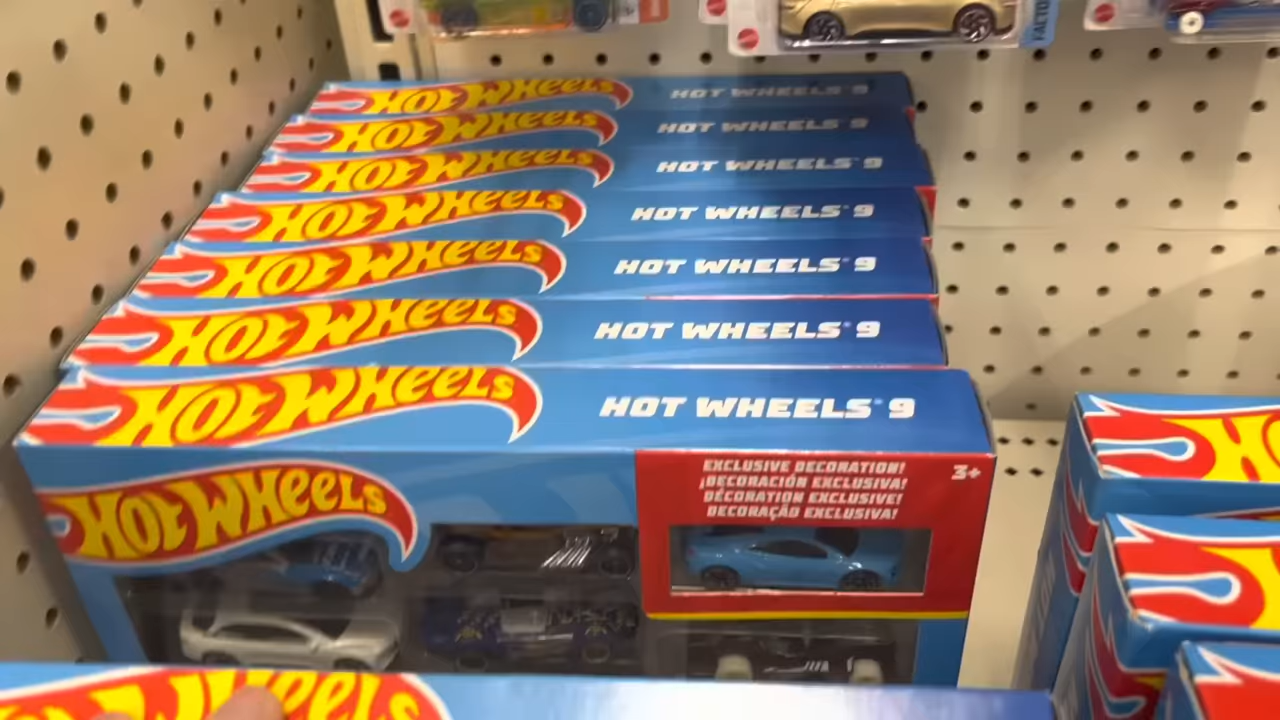 FACTO
HOT WHEELS HOT WHEELS 9
HOT WHEELS HOT WHEELS 9
HOT WHEELS HOT WHEELS 9
HOT WHEELS HOT WHEELS® 9
HOT WHEELS HOT WHEELS® 9
HOT WHEELS HOT WHEELS® 9
HOT WHEELS HOT WHEELS® 9
HOT WHEELS
EXCLUSIVE DECORATION!
¡DECORACIÓN EXCLUSIVA!
DÉCORATION EXCLUSIVE!
DECORAÇÃO EXCLUSIVA!
3+